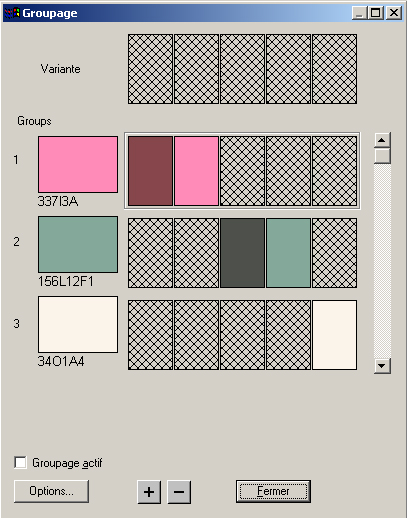 Groupage
Variante
Groups
1
337I3A
2
156L12F1
3
34O1A4
Groupage actif
Options...
+ −
Fermer